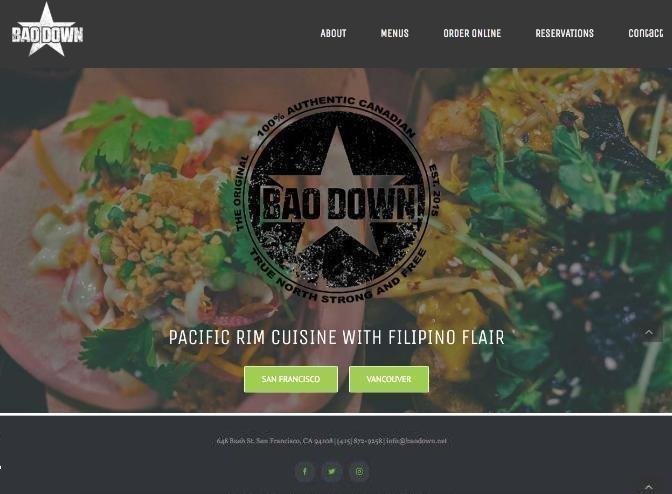 BAO DOWN
ABOUT MENUS ORDER ONLINE RESERVATIONS Contact
100% AUTHENTIC CANADIAN
THE ORIGINAL
EST. 2015
BAO DOWN
TRUE NORTH STRONG AND FREE
PACIFIC RIM CUISINE WITH FILIPINO FLAIR
SAN FRANCISCO VANCOUVER
648 Bush St. San Francisco, CA 94108 | (415) 872-9258 | info@baodown.net